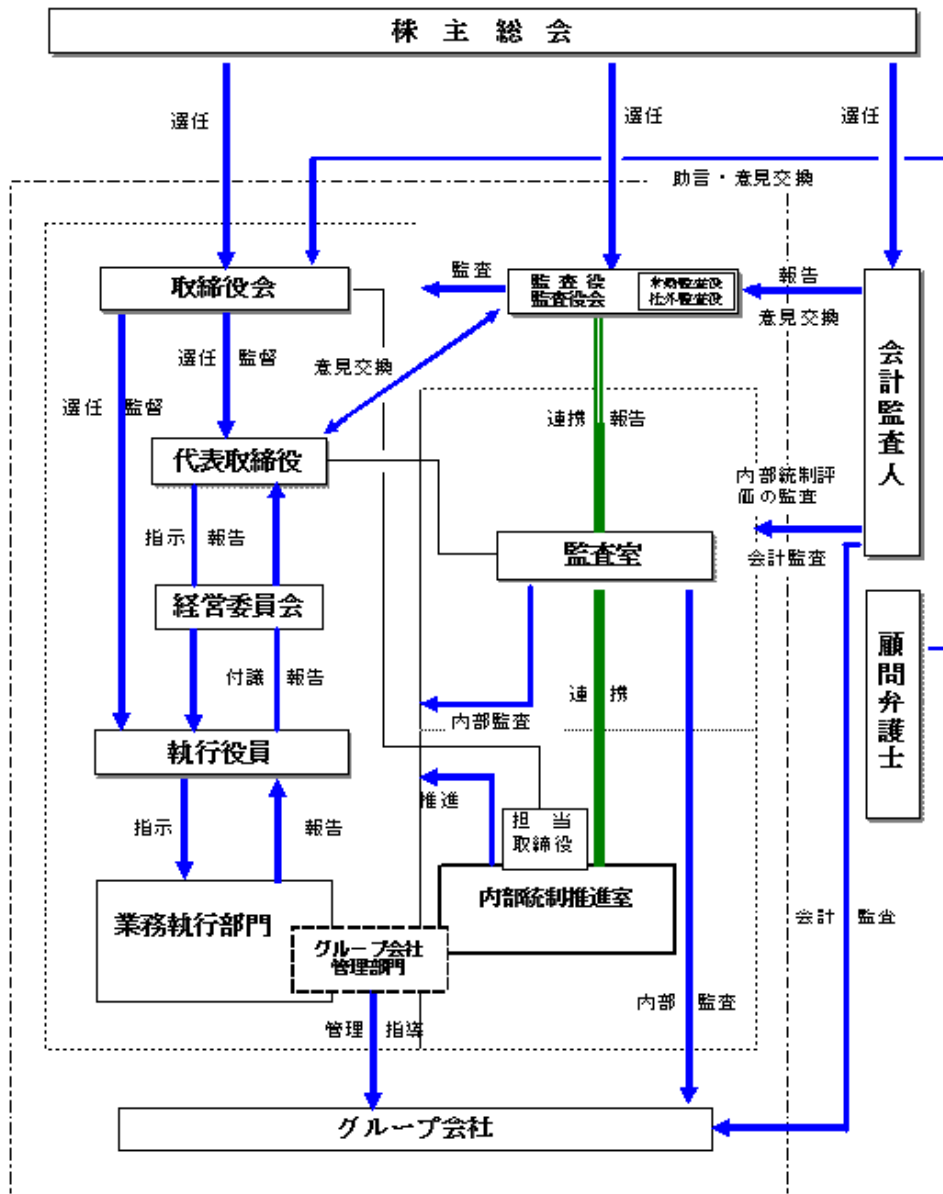 株主総会
選任
選任
選任
助言・意見交換
取締役会
監査
監査役
監査役会
常勤監査役
社外監査役
報告
意見交換
会計監査人
選任 監督
意見交換
選任 監督
連携 報告
代表取締役
内部統制評
価の監査
会計監査
指示 報告
監査室
経営委員会
顧問弁護士
付議 報告
連携
内部監査
執行役員
推進
指示
報告
担当
取締役
内部統制推進室
業務執行部門
会計 監査
グループ会社
管理部門
内部 監査
管理 指導
グループ会社